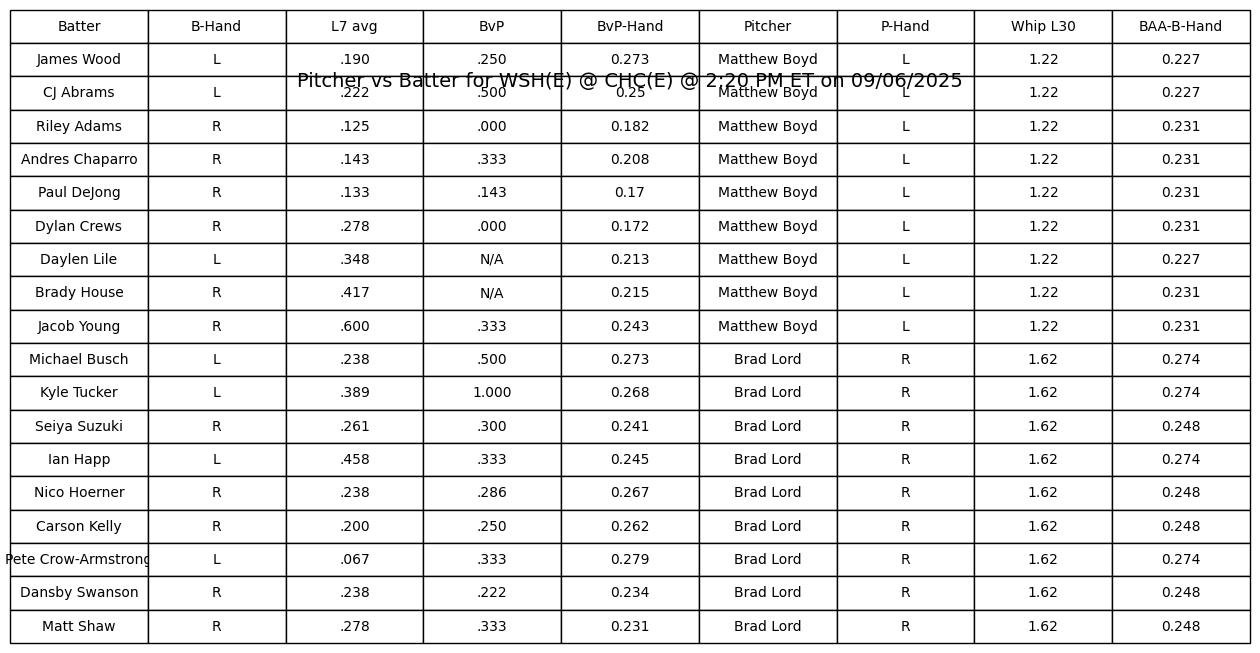 Batter B-Hand L7 avg BvP BvP-Hand Pitcher P-Hand Whip L30 BAA-B-Hand
James Wood L .190 .250 0.273 Matthew Boyd L 1.22 0.227
Pitcher vs Batter for WSH(E) @ CHC(E) @ 2:20 PM ET on 09/06/2025
CJ Abrams L .222 .500 0.25 Matthew Boyd L 1.22 0.227
Riley Adams R .125 .000 0.182 Matthew Boyd L 1.22 0.231
Andres Chaparro R .143 .333 0.208 Matthew Boyd L 1.22 0.231
Paul DeJong R .133 .143 0.17 Matthew Boyd L 1.22 0.231
Dylan Crews R .278 .000 0.172 Matthew Boyd L 1.22 0.231
Daylen Lile L .348 N/A 0.213 Matthew Boyd L 1.22 0.227
Brady House R .417 N/A 0.215 Matthew Boyd L 1.22 0.231
Jacob Young R .600 .333 0.243 Matthew Boyd L 1.22 0.231
Michael Busch L .238 .500 0.273 Brad Lord R 1.62 0.274
Kyle Tucker L .389 1.000 0.268 Brad Lord R 1.62 0.274
Seiya Suzuki R .261 .300 0.241 Brad Lord R 1.62 0.248
Ian Happ L .458 .333 0.245 Brad Lord R 1.62 0.274
Nico Hoerner R .238 .286 0.267 Brad Lord R 1.62 0.248
Carson Kelly R .200 .250 0.262 Brad Lord R 1.62 0.248
Pete Crow-Armstrong L .067 .333 0.279 Brad Lord R 1.62 0.274
Dansby Swanson R .238 .222 0.234 Brad Lord R 1.62 0.248
Matt Shaw R .278 .333 0.231 Brad Lord R 1.62 0.248